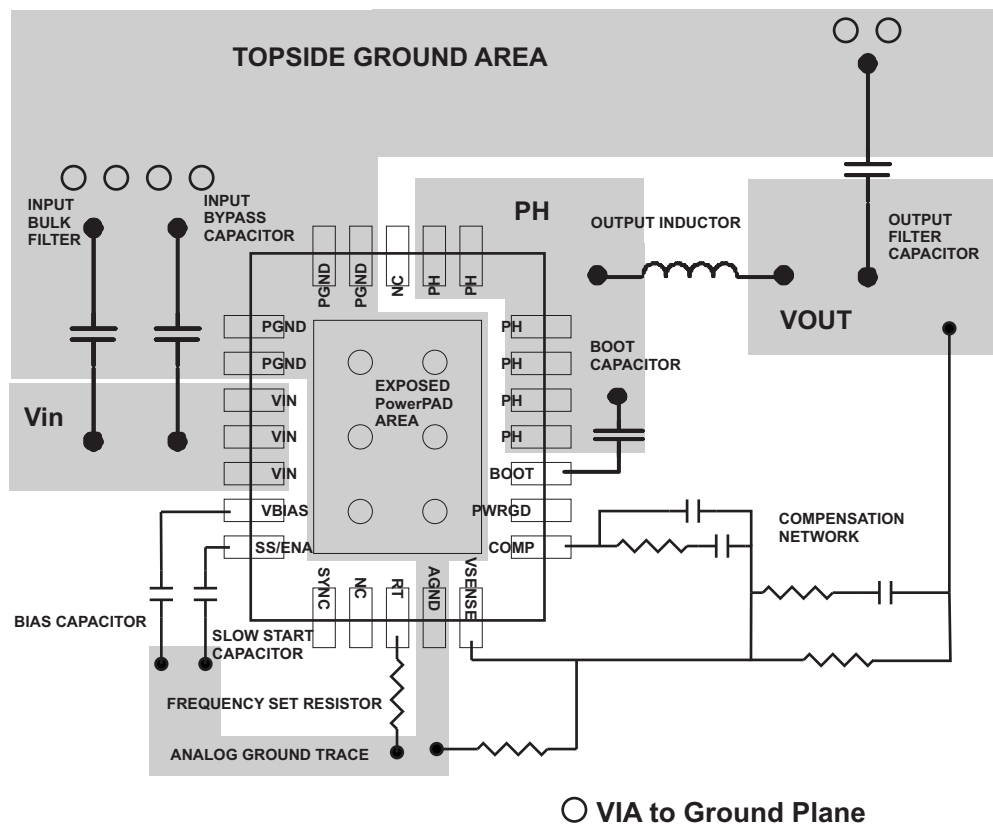 TOPSIDE GROUND AREA
INPUT
BULK
FILTER
INPUT
BYPASS
CAPACITOR
PH
OUTPUT INDUCTOR
OUTPUT
FILTER
CAPACITOR
VOUT
PGND
PGND
NC
PH
PH
PGND
PGND
VIN
VIN
VIN
VBIAS
SS/ENA
Vin
EXPOSED
PowerPAD
AREA
PH
PH
PH
PH
BOOT
PWRGD
COMP
BOOT
CAPACITOR
SYNC
NC
RT
AGND
VSENSE
COMPENSATION
NETWORK
BIAS CAPACITOR
SLOW START
CAPACITOR
FREQUENCY SET RESISTOR
ANALOG GROUND TRACE
VIA to Ground Plane